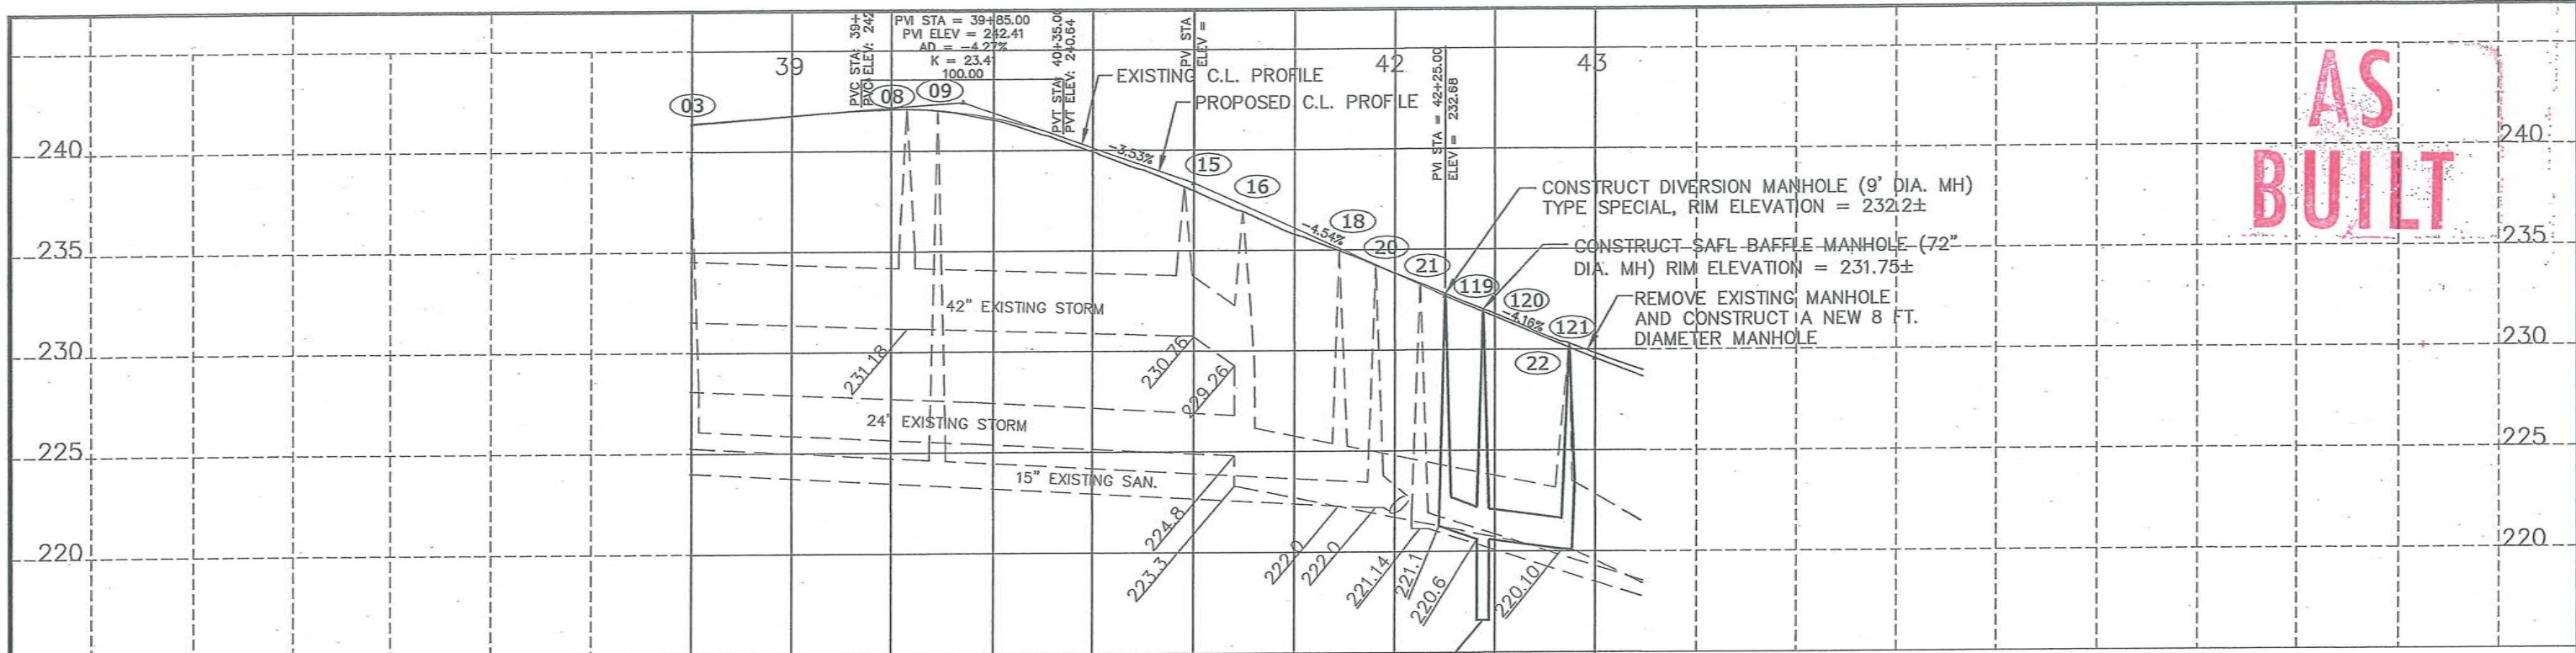 PVC STA: 39+
PVC ELEV: 242
PVI STA = 39+85.00
PVI ELEV = 242.41
AD = -4.27%
K = 23.41
100.00
PVT STA: 40+35.00
PVT ELEV: 240.64
PVI STA
ELEV =
PVI STA = 42+25.00
ELEV = 232.68
39
42
43
03
08
09
EXISTING C.L. PROFILE
PROPOSED C.L. PROFILE
-3.53%
15
16
-4.54%
18
20
21
119
120
-4.16%
121
22
CONSTRUCT DIVERSION MANHOLE (9' DIA. MH)
TYPE SPECIAL, RIM ELEVATION = 232.2±
CONSTRUCT SAFL BAFFLE MANHOLE (72"
DIA. MH) RIM ELEVATION = 231.75±
REMOVE EXISTING MANHOLE
AND CONSTRUCT A NEW 8 FT.
DIAMETER MANHOLE
AS
BUILT
240
240
235
235
42" EXISTING STORM
230
230
231.18
230.76
229.26
24" EXISTING STORM
225
225
15" EXISTING SAN.
224.8
223.3
222.0
222.0
221.14
221.1
220.6
220.10
220
220